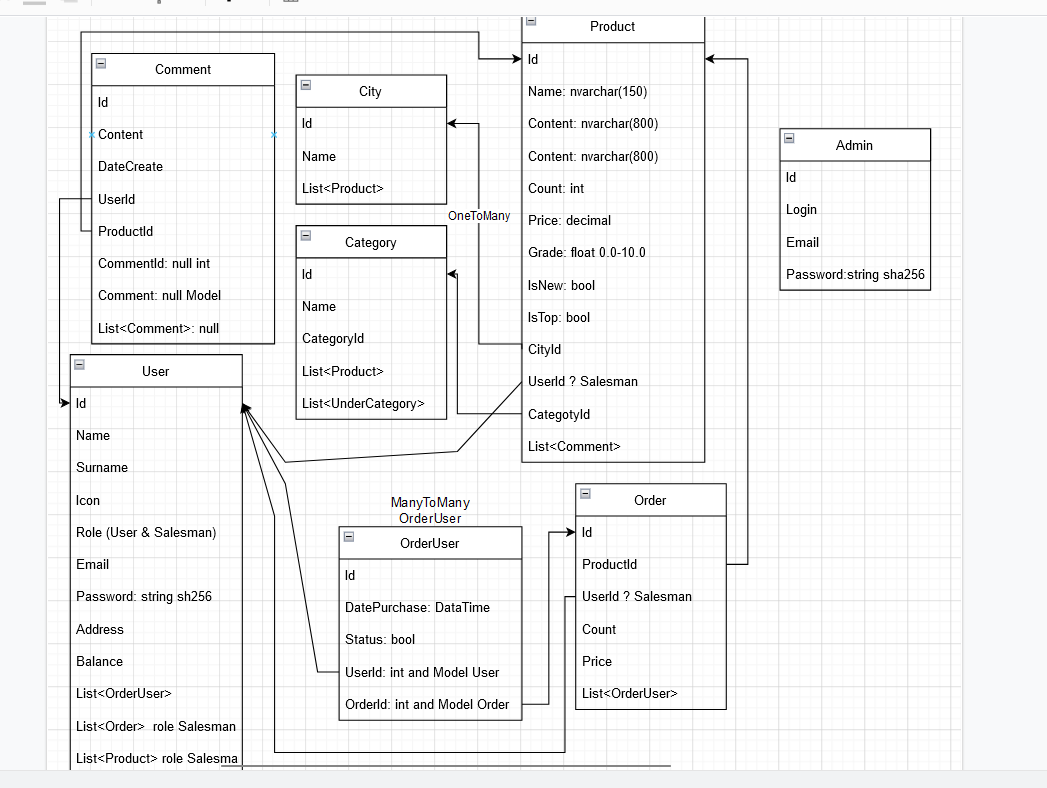 Product
Id
Name: nvarchar(150)
Content: nvarchar(800)
Content: nvarchar(800)
Count: int
Price: decimal
Grade: float 0.0-10.0
IsNew: bool
IsTop: bool
CityId
UserId ? Salesman
CategotyId
List<Comment>
Comment
Id
Content
DateCreate
UserId
ProductId
CommentId: null int
Comment: null Model
List<Comment>: null
City
Id
Name
List<Product>
OneToMany
Category
Id
Name
CategoryId
List<Product>
List<UnderCategory>
Admin
Id
Login
Email
Password:string sha256
User
Id
Name
Surname
Icon
Role (User & Salesman)
Email
Password: string sh256
Address
Balance
List<OrderUser>
List<Order>  role Salesman
List<Product> role Salesma
ManyToMany
OrderUser
OrderUser
Id
DatePurchase: DataTime
Status: bool
UserId: int and Model User
OrderId: int and Model Order
Order
Id
ProductId
UserId ? Salesman
Count
Price
List<OrderUser>